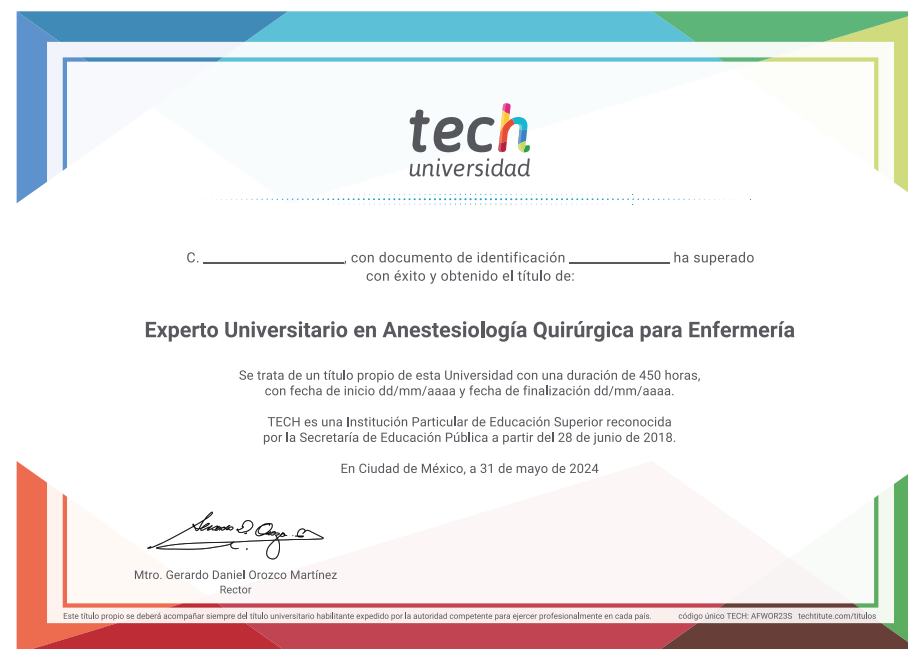 tech
universidad
C. ____________, con documento de identificación ____________ ha superado
con éxito y obtenido el título de:
Experto Universitario en Anestesiología Quirúrgica para Enfermería
Se trata de un título propio de esta Universidad con una duración de 450 horas,
con fecha de inicio dd/mm/aaaa y fecha de finalización dd/mm/aaaa.
TECH es una Institución Particular de Educación Superior reconocida
por la Secretaría de Educación Pública a partir del 28 de junio de 2018.
En Ciudad de México, a 31 de mayo de 2024
Mtro. Gerardo Daniel Orozco Martínez
Rector
Este título propio se deberá acompañar siempre del título universitario habilitante expedido por la autoridad competente para ejercer profesionalmente en cada país. código único TECH: AFWOR23S techtitute.com/titulos